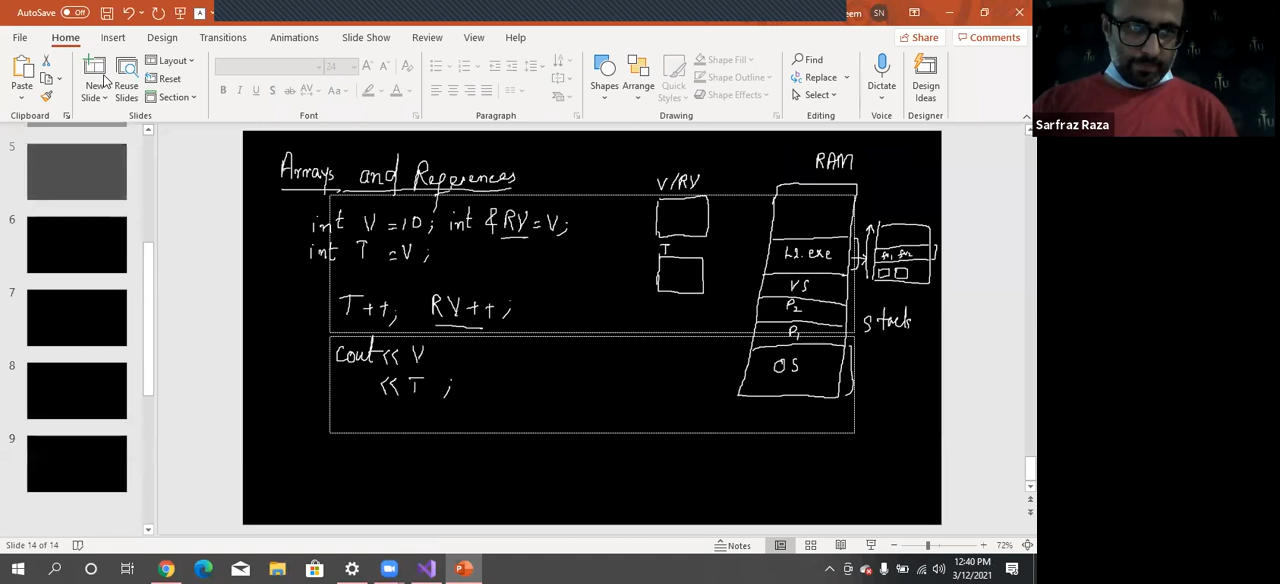 AutoSave Off A eem SN
File Home Insert Design Transitions Animations Slide Show Review View Help Share Comments
Paste New Slide Reuse Slides Layout Reset Section 24 Shapes Arrange Quick Styles Shape Fill Shape Outline Shape Effects Find Replace Select Dictate Design Ideas
Clipboard Slides Font Paragraph Drawing Editing Voice Designer
Sarfraz Raza
5
6
7
8
9
Arrays and References
int V = 10; int &RV = V;
int T = V;
T++; RV++;
cout << V
<< T ;
V/RV
T
RAM
L2.exe
VS
P2
P1
OS
Stack
Slide 14 of 14 Notes 72%
12:40 PM
3/12/2021